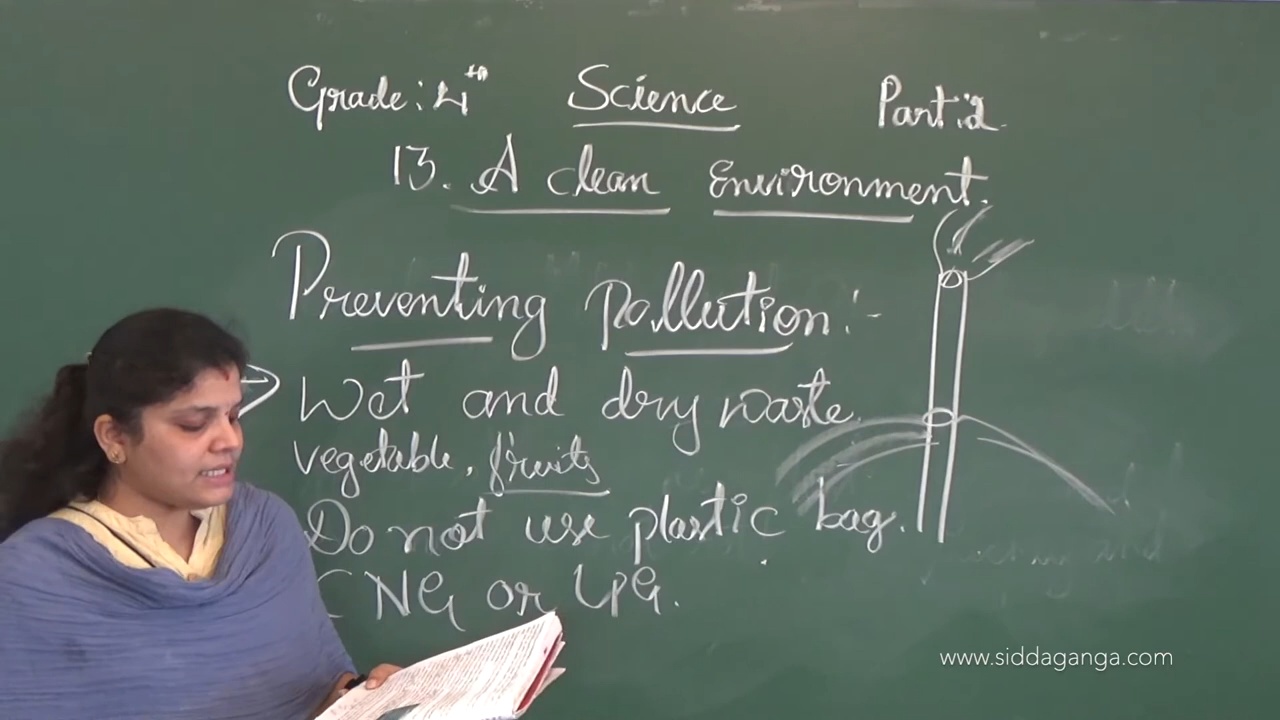 Grade: 4th Science Part:2.
13. A clean Environment.
Preventing Pollution :-
Wet and dry waste.
vegetable, fruits
Do not use plastic bag.
CNG or LPG.
www.siddaganga.com